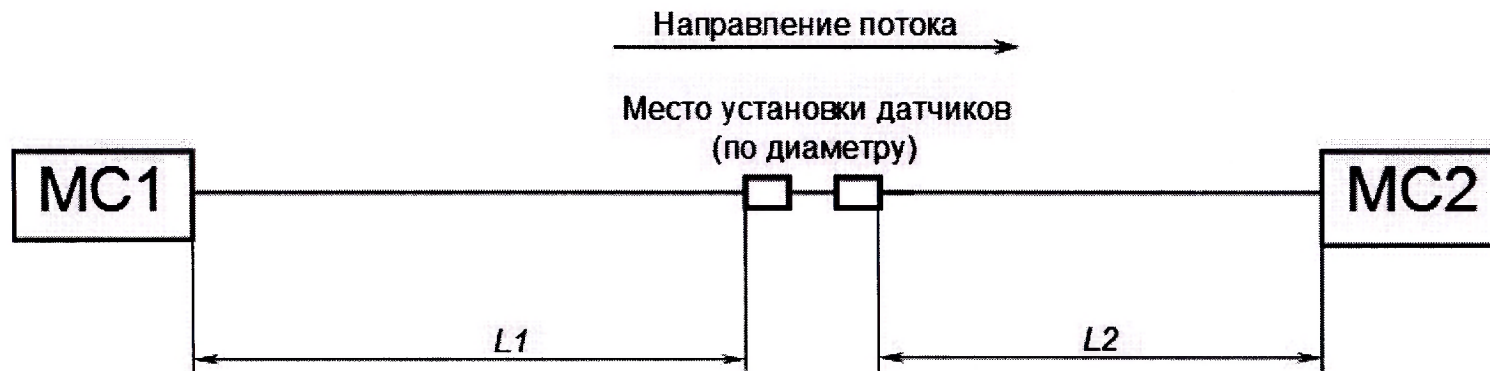 Направление потока
Место установки датчиков
(по диаметру)
МС1
МС2
L1
L2